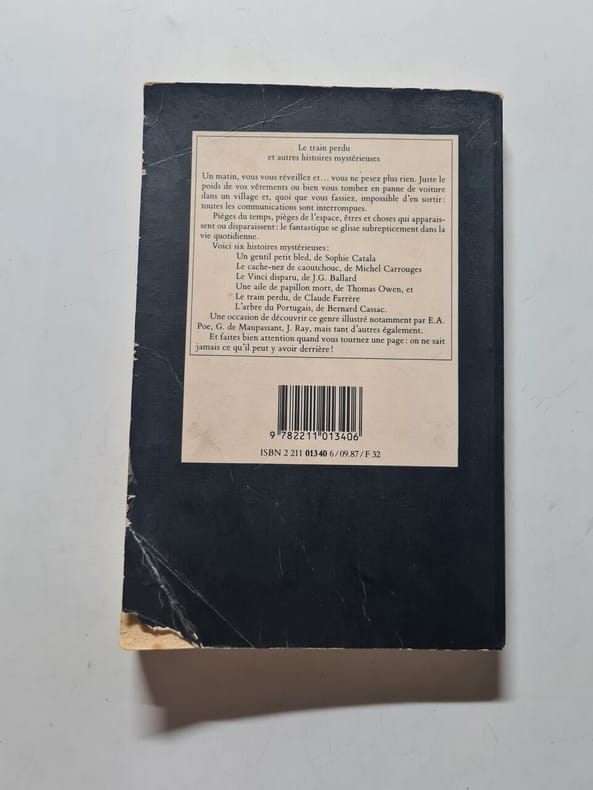 Le train perdu
et autres histoires mystérieuses
Un matin, vous vous réveillez et... vous ne pesez plus rien. Juste le
poids de vos vêtements ou bien vous tombez en panne de voiture
dans un village et, quoi que vous fassiez, impossible d'en sortir:
toutes les communications sont interrompues.
Pièges du temps, pièges de l'espace, êtres et choses qui apparais-
sent ou disparaissent: le fantastique se glisse subrepticement dans la
vie quotidienne.
Voici six histoires mystérieuses:
Un gentil petit bled, de Sophie Catala
Le cache-nez de caoutchouc, de Michel Carrouges
Le Vinci disparu, de J.G. Ballard
Une aile de papillon mort, de Thomas Owen, et
Le train perdu, de Claude Farrère
L'arbre du Portugais, de Bernard Cassac.
Une occasion de découvrir ce genre illustré notamment par E.A.
Poe, G. de Maupassant, J. Ray, mais tant d'autres également.
Et faites bien attention quand vous tournez une page: on ne sait
jamais ce qu'il peut y avoir derrière!
9 782211 013406
ISBN 2 211 013 40 6/09.87/F 32